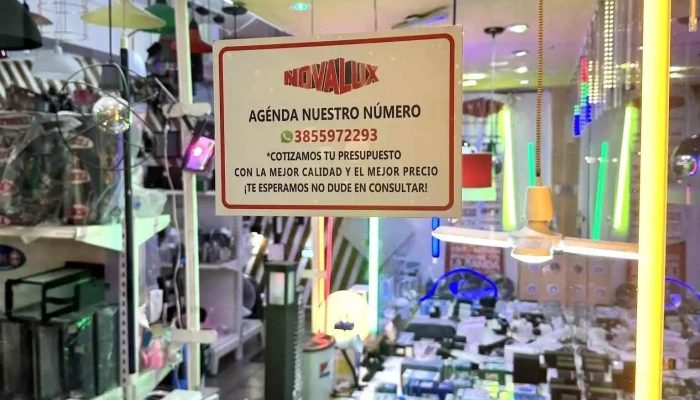 NOVALUX
AGÉNDA NUESTRO NÚMERO
3855972293
*COTIZAMOS TU PRESUPUESTO
CON LA MEJOR CALIDAD Y EL MEJOR PRECIO
¡TE ESPERAMOS NO DUDE EN CONSULTAR!